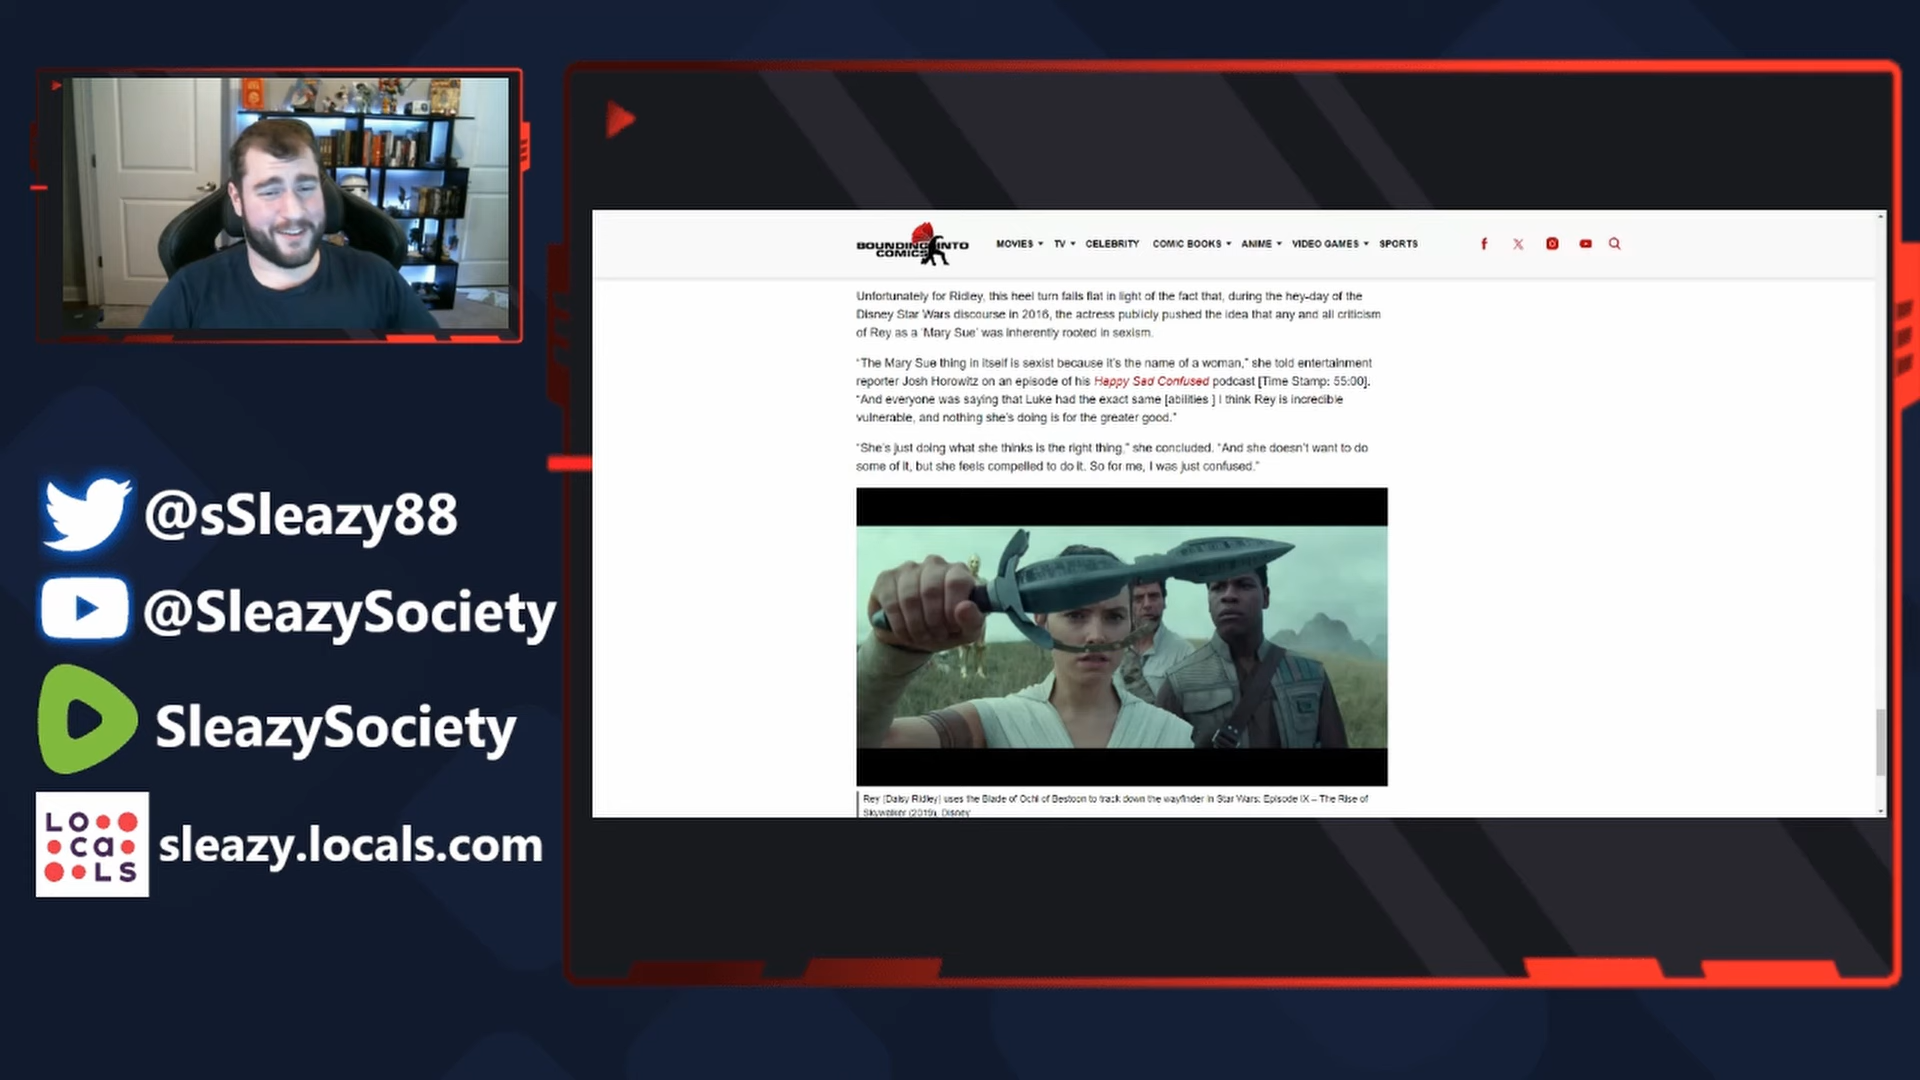 @sSleazy88
@SleazySociety
SleazySociety
LOcaLS
sleazy.locals.com
BOUNDING INTO
COMICS
MOVIES TV CELEBRITY COMIC BOOKS ANIME VIDEO GAMES SPORTS
Unfortunately for Ridley, this heel turn falls flat in light of the fact that, during the hey-day of the
Disney Star Wars discourse in 2016, the actress publicly pushed the idea that any and all criticism
of Rey as a 'Mary Sue' was inherently rooted in sexism.
"The Mary Sue thing in itself is sexist because it's the name of a woman," she told entertainment
reporter Josh Horowitz on an episode of his Happy Sad Confused podcast [Time Stamp: 55:00].
"And everyone was saying that Luke had the exact same [abilities ] I think Rey is incredible
vulnerable, and nothing she's doing is for the greater good."
"She's just doing what she thinks is the right thing," she concluded. "And she doesn't want to do
some of it, but she feels compelled to do it. So for me, I was just confused."
Rey (Daisy Ridley) uses the Blade of Ochi of Bestoon to track down the wayfinder in Star Wars: Episode IX – The Rise of
Skywalker (2019), Disney